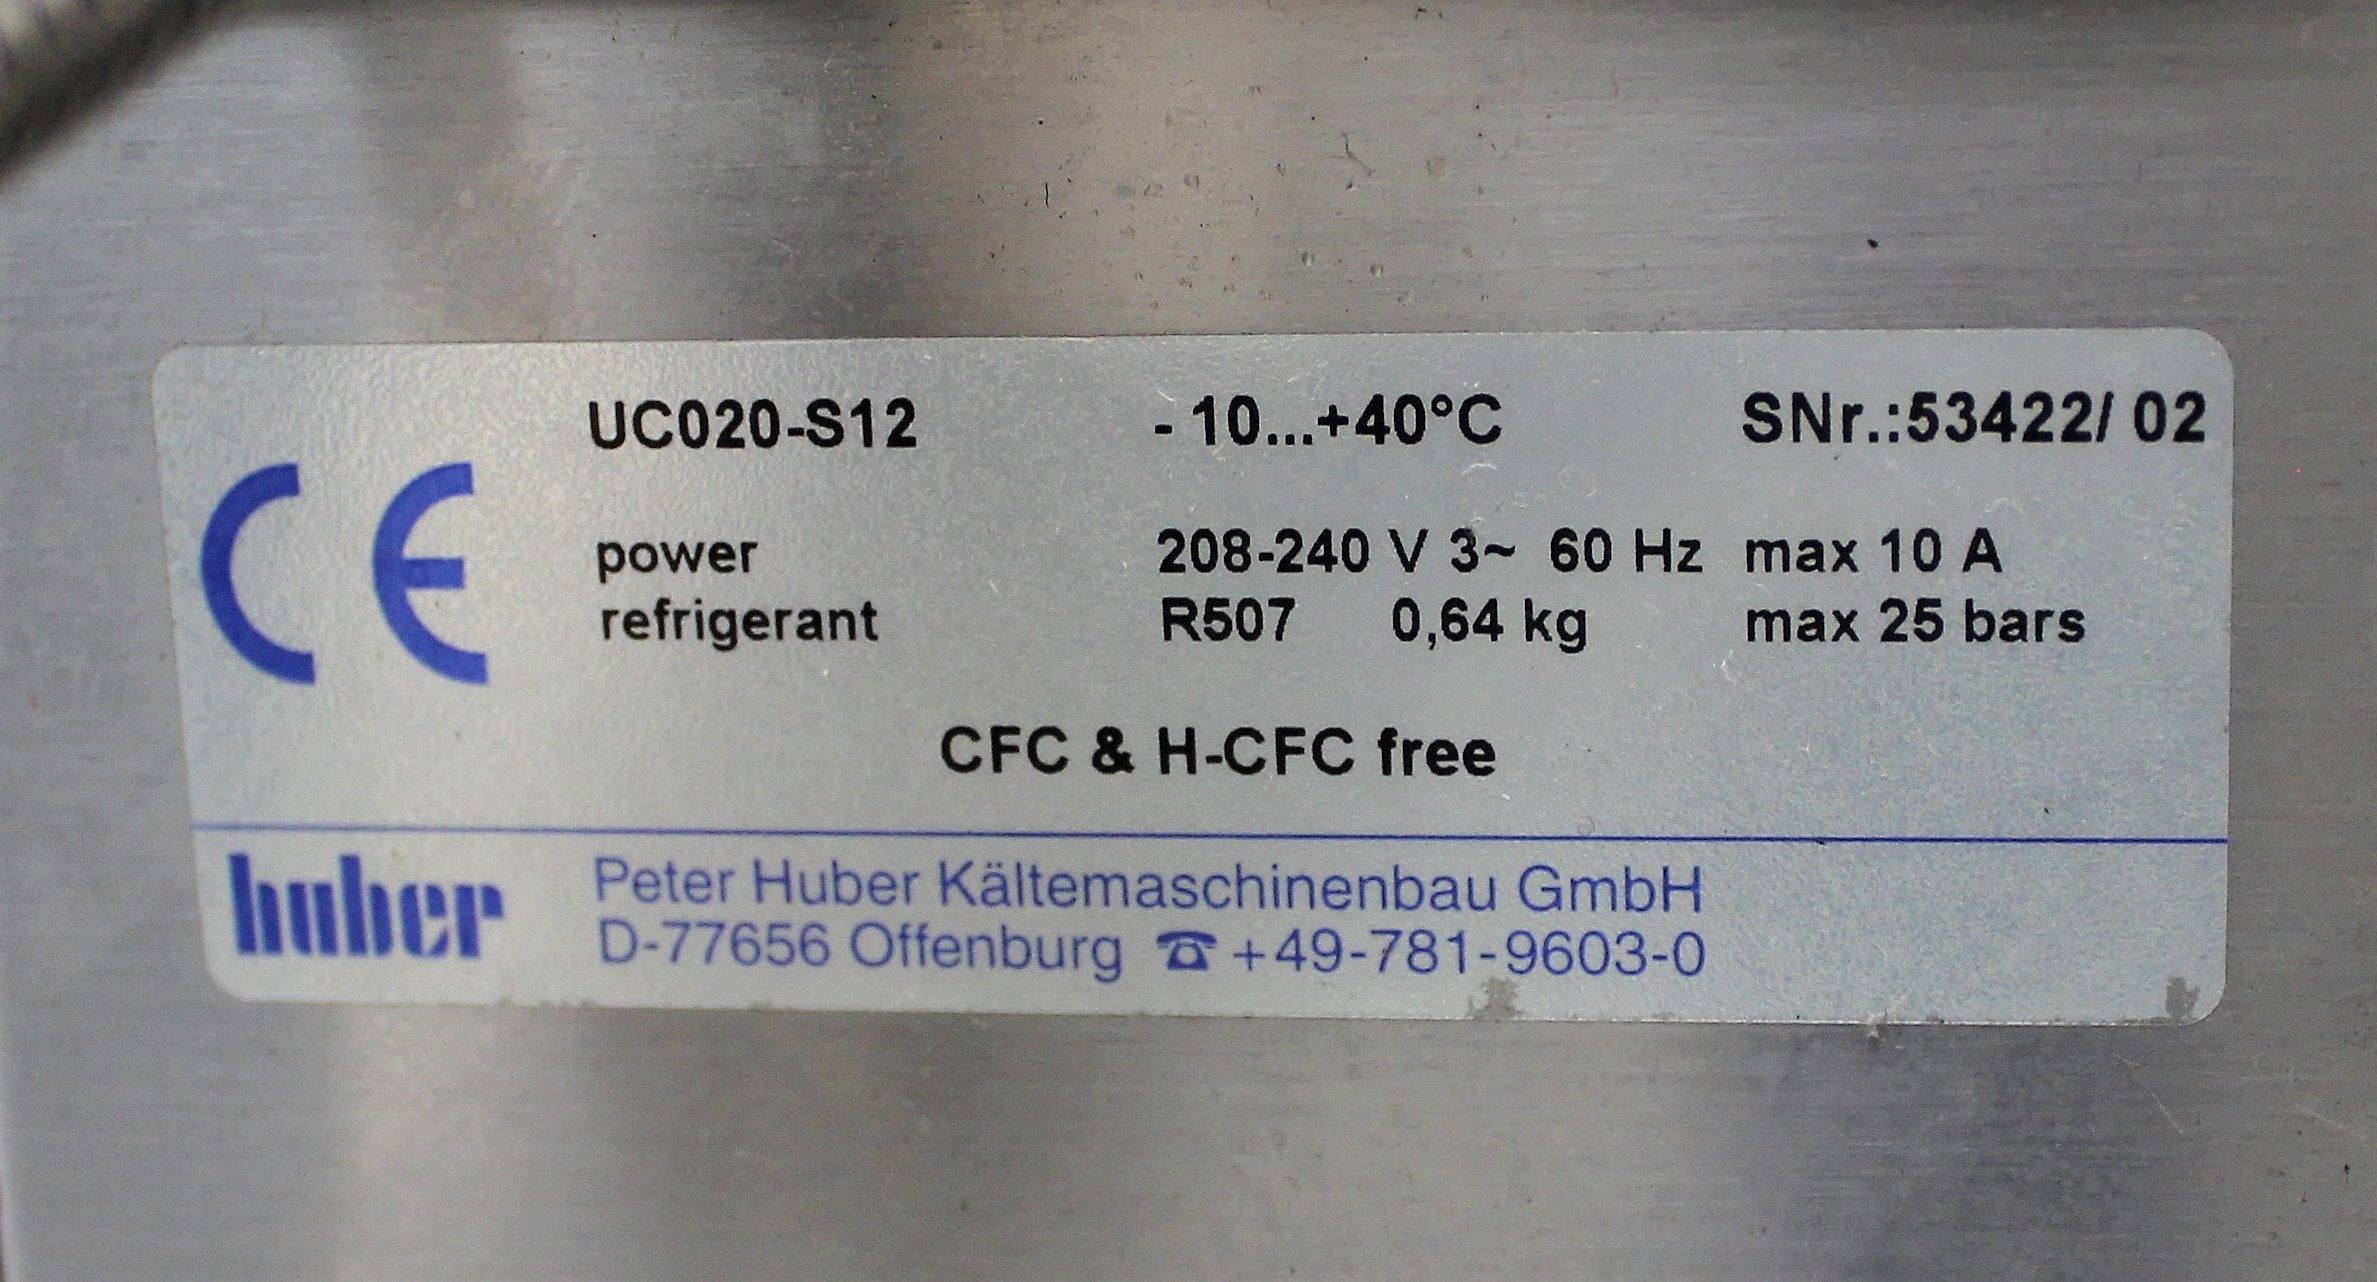 UC020-S12 - 10...+40°C SNr.:53422/ 02
CE
power 208-240 V 3~ 60 Hz max 10 A
refrigerant R507 0,64 kg max 25 bars
CFC & H-CFC free
huber
Peter Huber Kältemaschinenbau GmbH
D-77656 Offenburg ☎ +49-781-9603-0